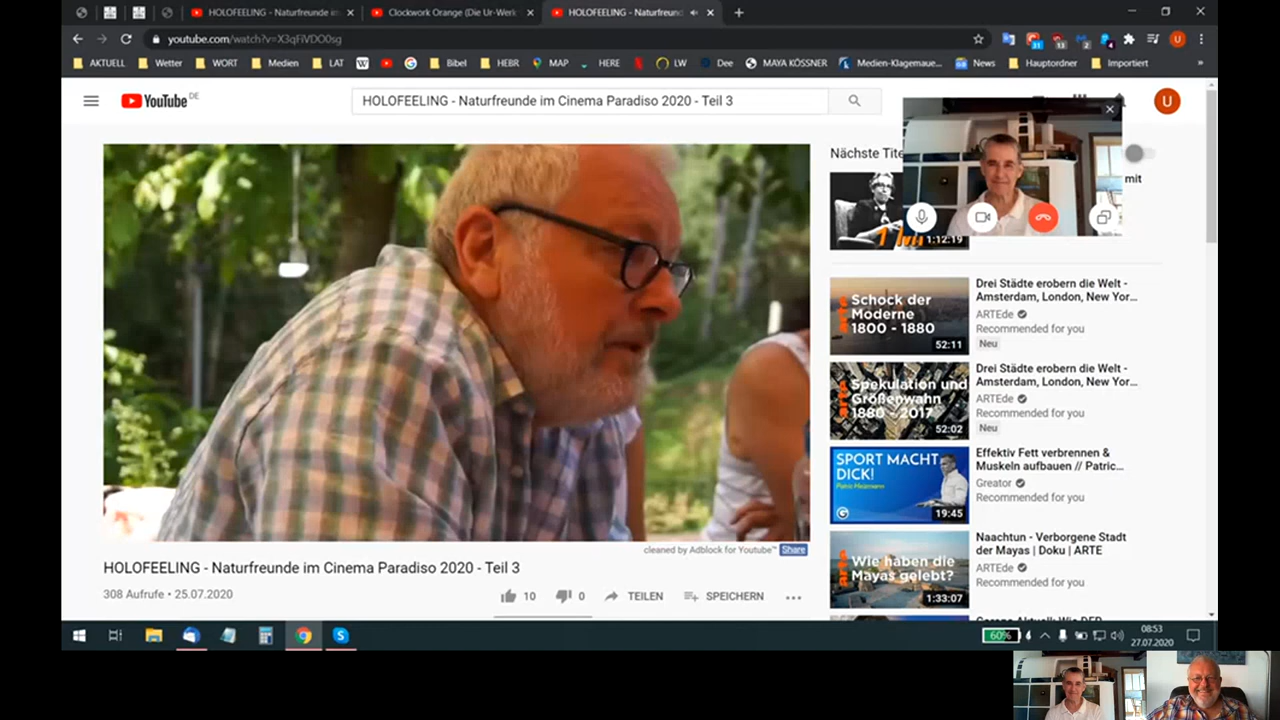 HOLOFEELING - Naturfreunde im
Clockwork Orange (Die Ur-Werk
HOLOFEELING - Naturfreund
youtube.com/watch?v=X3qFiVDO0sg
31
13
2
4
U
AKTUELL
Wetter
WORT
Medien
LAT
W
G
Bibel
HEBR
MAP
HERE
LW
Dee
MAYA KÖSSNER
Medien-Klagemaue...
News
Hauptordner
Importiert
»
YouTube DE
HOLOFEELING - Naturfreunde im Cinema Paradiso 2020 - Teil 3
U
Nächste Tite
mit
1:12:19
Schock der
Moderne
1800 - 1880
52:11
Drei Städte erobern die Welt -
Amsterdam, London, New Yor...
ARTEde
Recommended for you
Neu
Spekulation und
Größenwahn
1880 - 2017
52:02
Drei Städte erobern die Welt -
Amsterdam, London, New Yor...
ARTEde
Recommended for you
Neu
SPORT MACHT
DICK!
Patric Heizmann
19:45
Effektiv Fett verbrennen &
Muskeln aufbauen // Patric...
Greator
Recommended for you
Wie haben die
Mayas gelebt?
1:33:07
Naachtun - Verborgene Stadt
der Mayas | Doku | ARTE
ARTEde
Recommended for you
cleaned by Adblock for Youtube™ Share
HOLOFEELING - Naturfreunde im Cinema Paradiso 2020 - Teil 3
308 Aufrufe • 25.07.2020
10
0
TEILEN
SPEICHERN
60%
08:53
27.07.2020